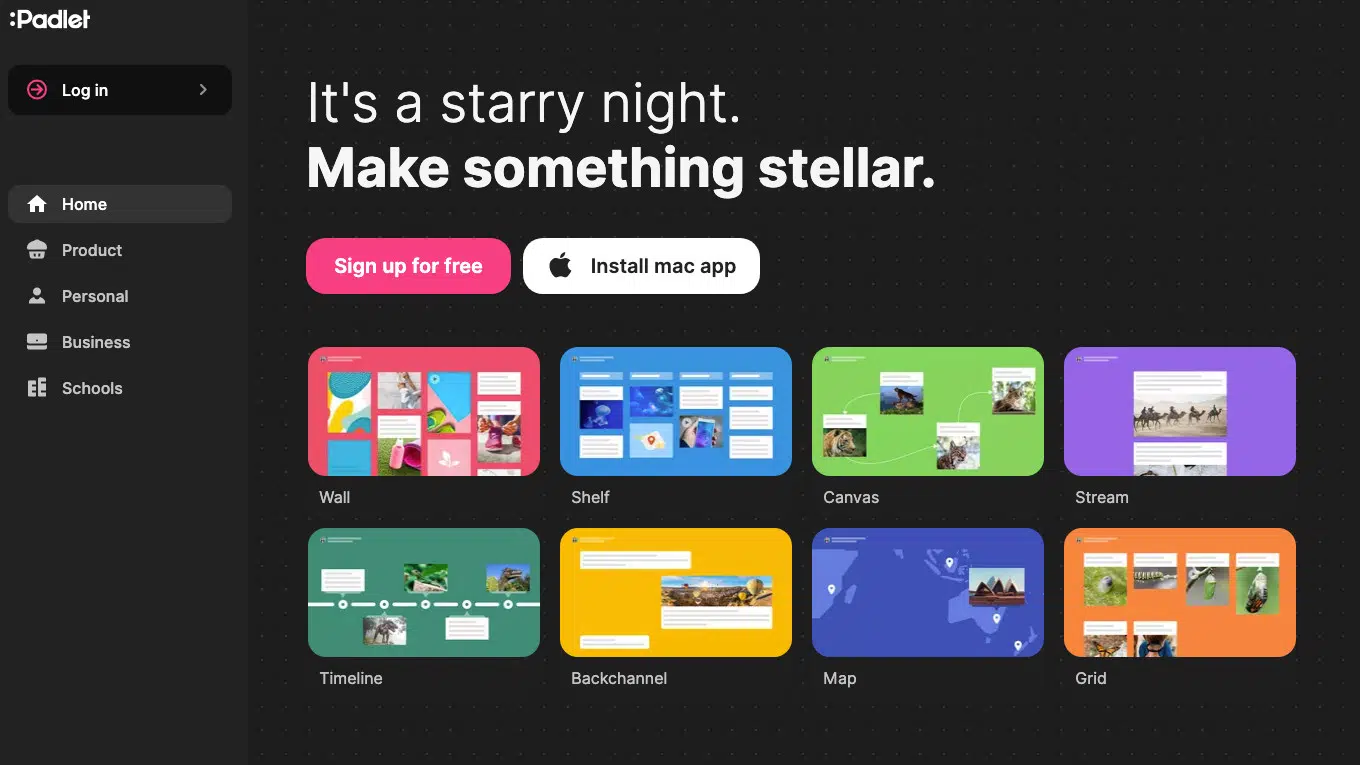 :Padlet
Log in
Home
Product
Personal
Business
Schools
It's a starry night.
Make something stellar.
Sign up for free
Install mac app
Wall
Shelf
Canvas
Stream
Timeline
Backchannel
Map
Grid